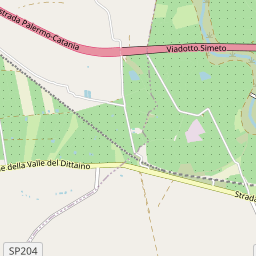 strada Palermo-Catania
Viadotto Simeto
e della Valle del Dittaino
Strada
SP204